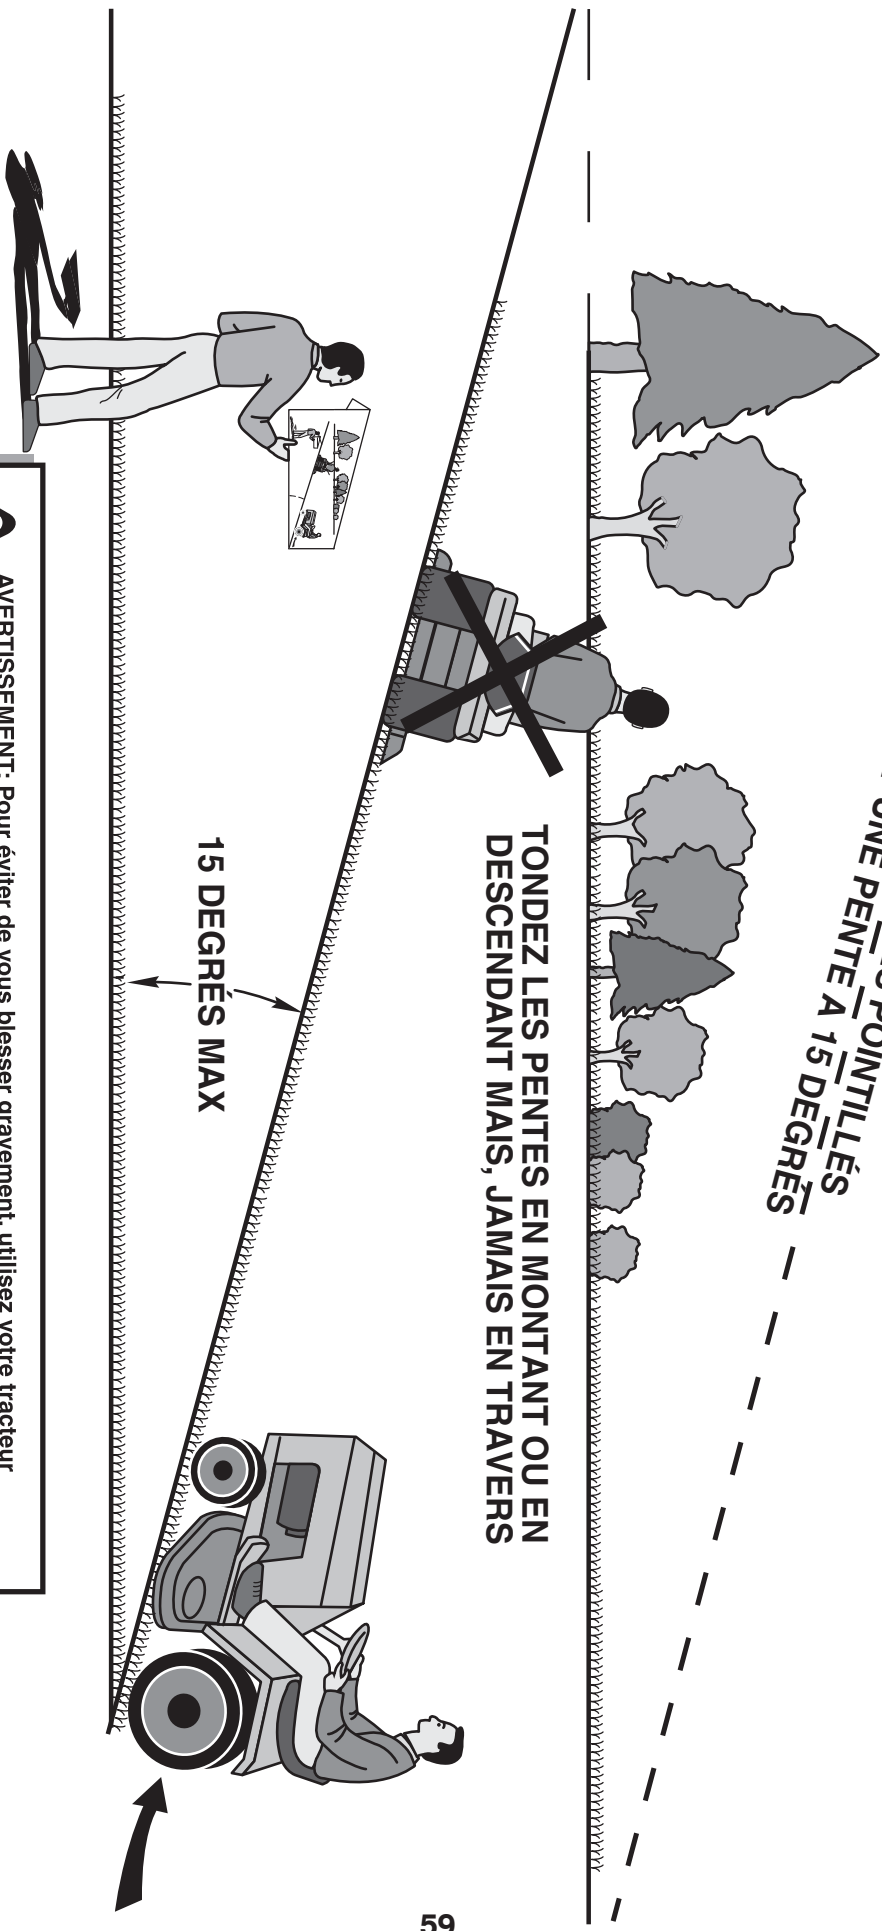 POINTILLÉS
UNE PENTE A 15 DEGRÉS
TONDEZ LES PENTES EN MONTANT OU EN
DESCENDANT MAIS, JAMAIS EN TRAVERS
15 DEGRÉS MAX
AVERTISSEMENT: Pour éviter de vous blesser gravement, utilisez votre tracteur
59